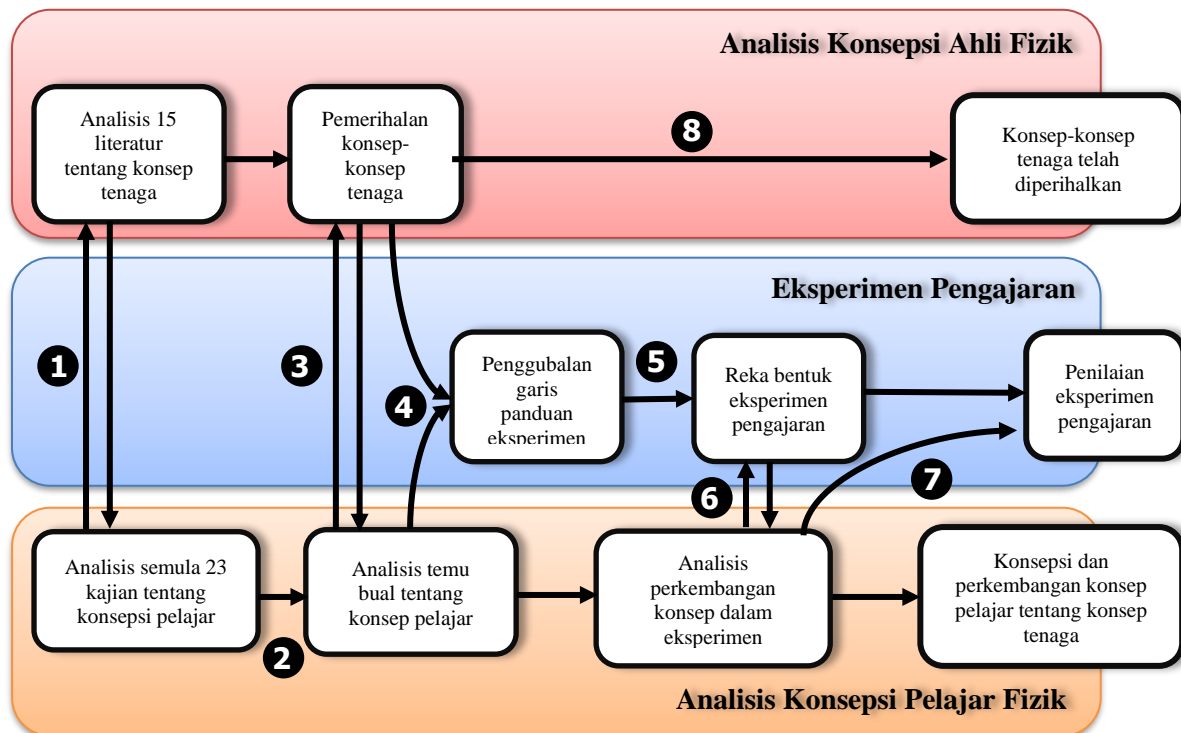 Analisis Konsepsi Ahli Fizik
Analisis 15
literatur
tentang konsep
tenaga
Pemerihalan
konsep-
konsep
tenaga
8
Konsep-konsep
tenaga telah
diperihalkan
Eksperimen Pengajaran
1
3
4
Penggubalan
garis
panduan
eksperimen
5
Reka bentuk
eksperimen
pengajaran
Penilaian
eksperimen
pengajaran
6
7
Analisis semula 23
kajian tentang
konsepsi pelajar
2
Analisis temu
bual tentang
konsep pelajar
Analisis
perkembangan
konsep dalam
eksperimen
Konsepsi dan
perkembangan konsep
pelajar tentang konsep
tenaga
Analisis Konsepsi Pelajar Fizik